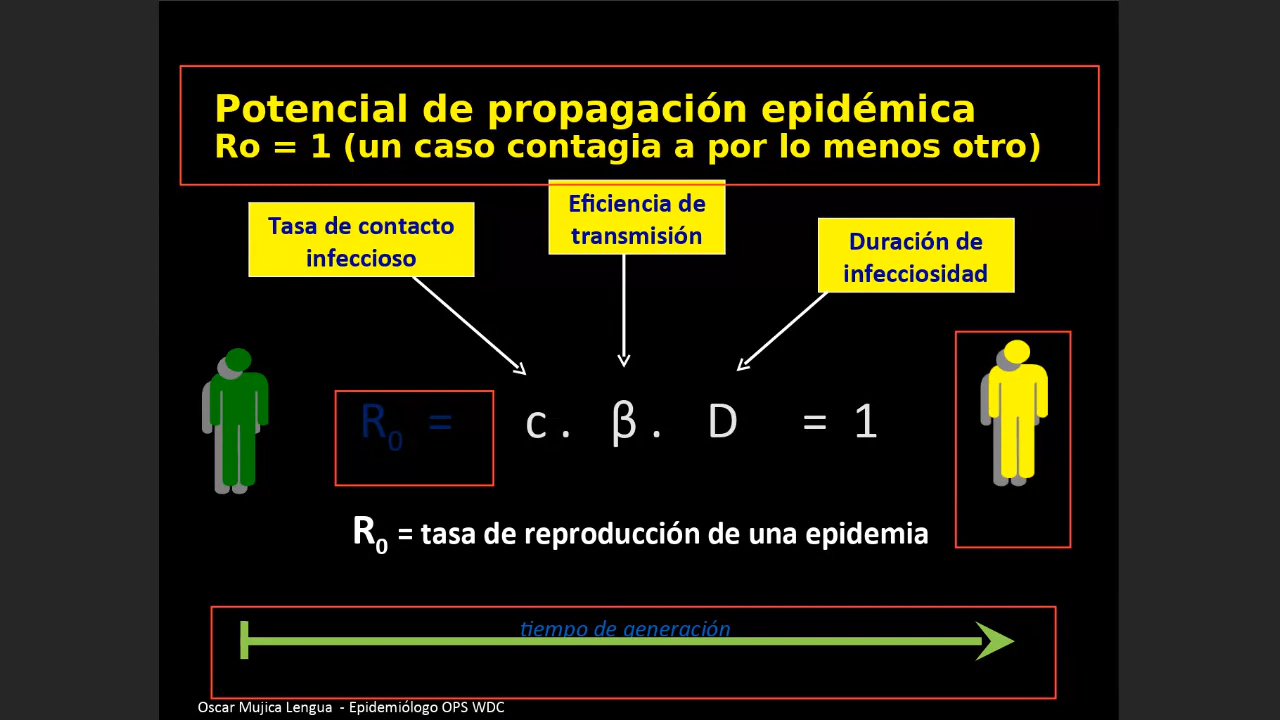 Potencial de propagación epidémica
Ro = 1 (un caso contagia a por lo menos otro)
Tasa de contacto
infeccioso
Eficiencia de
transmisión
Duración de
infecciosidad
R0 = c . β . D = 1
R0 = tasa de reproducción de una epidemia
tiempo de generación
Oscar Mujica Lengua - Epidemiólogo OPS WDC